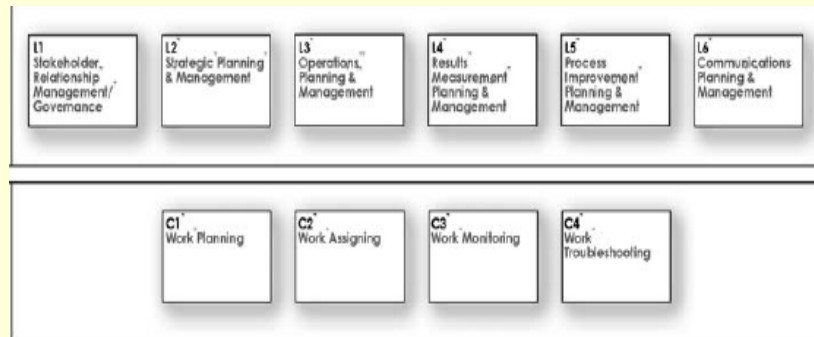 L1
Stakeholder
Relationship
Management/
Governance
L2
Strategic Planning
& Management
L3
Operations
Planning &
Management
L4
Results
Measurement
Planning &
Management
L5
Process
Improvement
Planning &
Management
L6
Communications
Planning &
Management
C1
Work Planning
C2
Work Assigning
C3
Work Monitoring
C4
Work
Troubleshooting